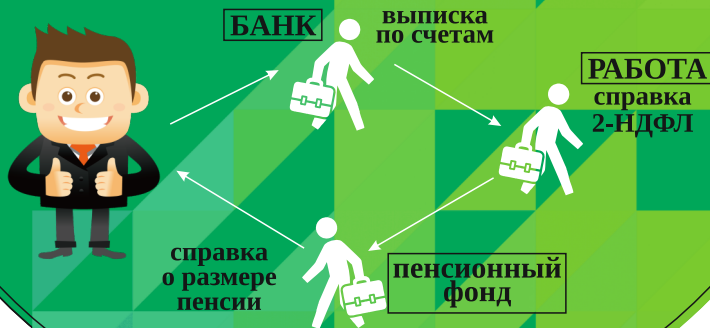 БАНК
выписка
по счетам
РАБОТА
справка
2-НДФЛ
справка
о размере
пенсии
пенсионный
фонд